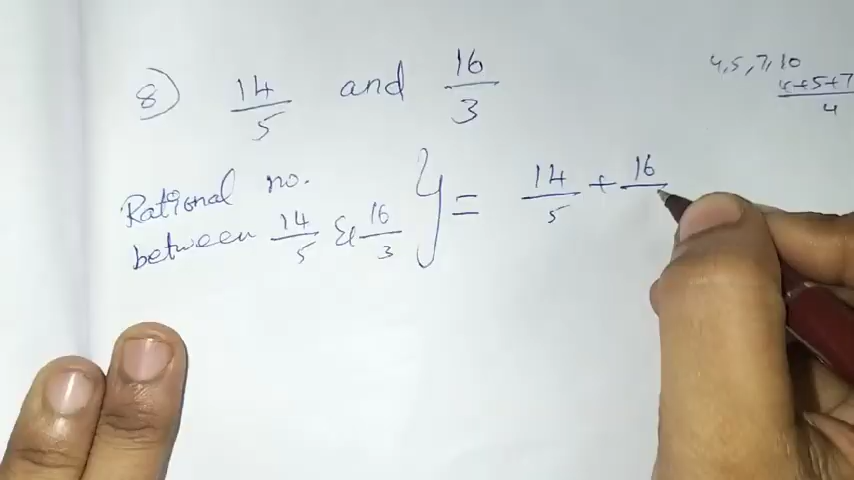 8) 14/5 and 16/3
4, 5, 7, 10
4+5+7
4
Rational no.
between 14/5 & 16/3 } = 14/5 + 16